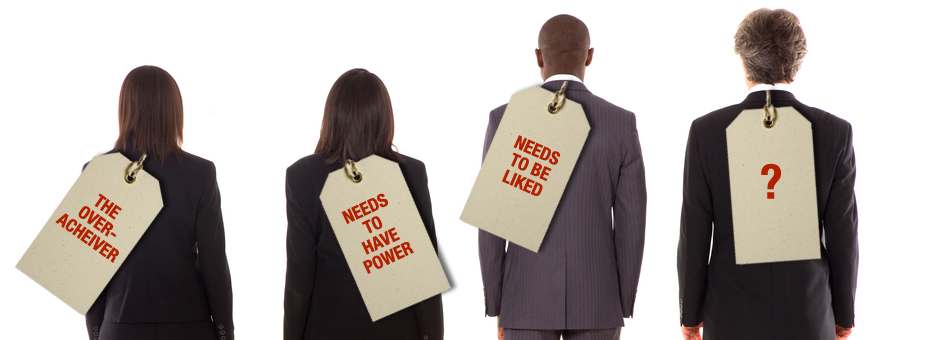 THE
OVER-
ACHEIVER
NEEDS
TO
HAVE
POWER
NEEDS
TO BE
LIKED
?